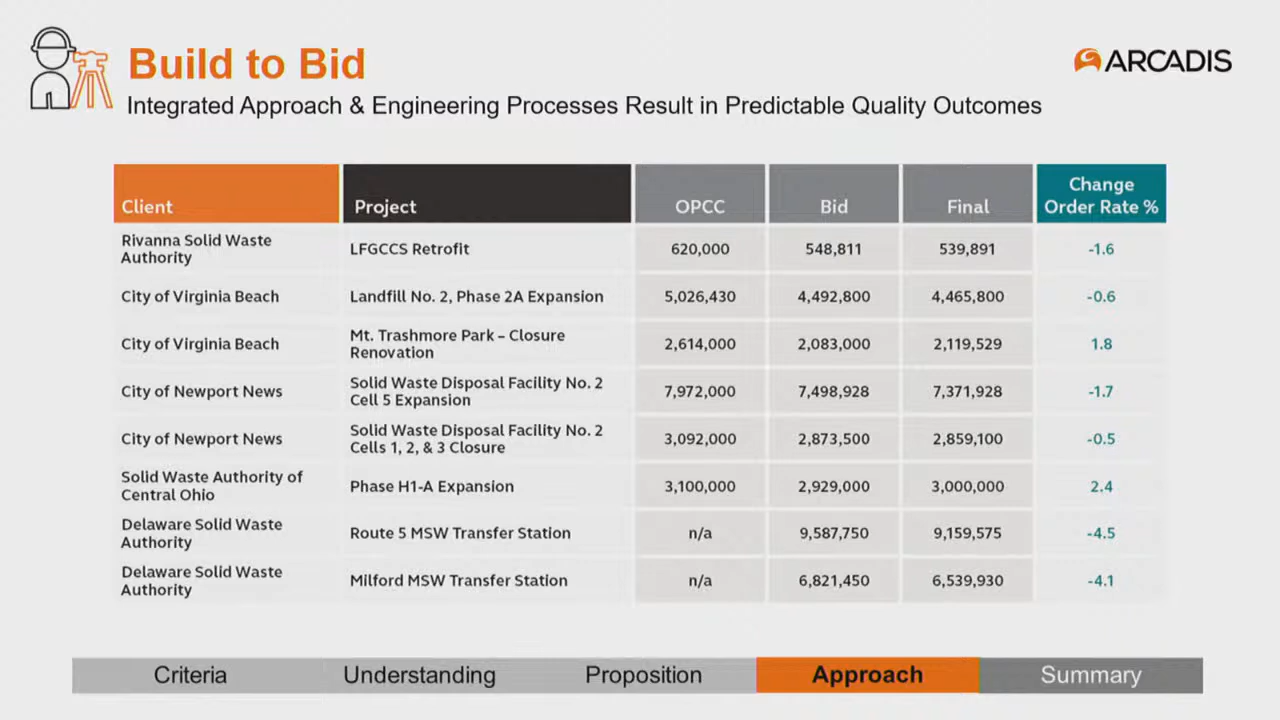 Build to Bid
ARCADIS
Integrated Approach & Engineering Processes Result in Predictable Quality Outcomes
Client Project OPCC Bid Final Change Order Rate %
Rivanna Solid Waste Authority LFGCCS Retrofit 620,000 548,811 539,891 -1.6
City of Virginia Beach Landfill No. 2, Phase 2A Expansion 5,026,430 4,492,800 4,465,800 -0.6
City of Virginia Beach Mt. Trashmore Park – Closure Renovation 2,614,000 2,083,000 2,119,529 1.8
City of Newport News Solid Waste Disposal Facility No. 2 Cell 5 Expansion 7,972,000 7,498,928 7,371,928 -1.7
City of Newport News Solid Waste Disposal Facility No. 2 Cells 1, 2, & 3 Closure 3,092,000 2,873,500 2,859,100 -0.5
Solid Waste Authority of Central Ohio Phase H1-A Expansion 3,100,000 2,929,000 3,000,000 2.4
Delaware Solid Waste Authority Route 5 MSW Transfer Station n/a 9,587,750 9,159,575 -4.5
Delaware Solid Waste Authority Milford MSW Transfer Station n/a 6,821,450 6,539,930 -4.1
Criteria Understanding Proposition Approach Summary